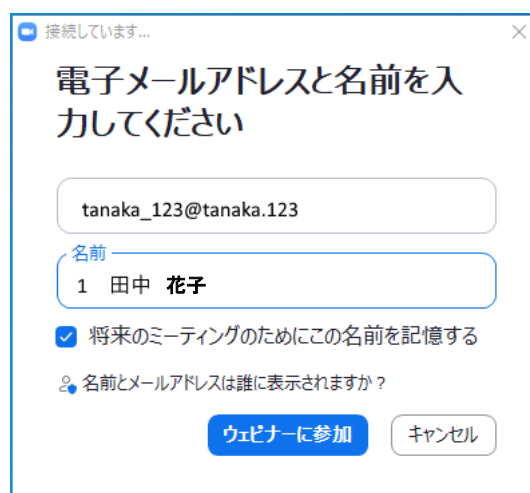 接続しています...
電子メールアドレスと名前を入
力してください
tanaka_123@tanaka.123
名前
1 田中 花子
将来のミーティングのためにこの名前を記憶する
名前とメールアドレスは誰に表示されますか？
ウェビナーに参加
キャンセル